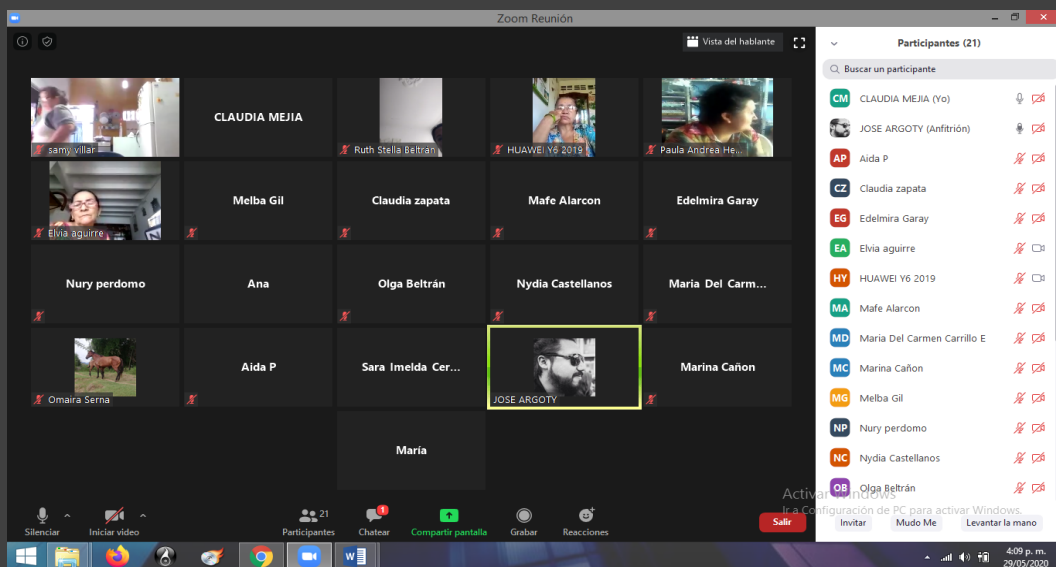 Zoom Reunión
Vista del hablante
samy villar
CLAUDIA MEJIA
Ruth Stella Beltran
HUAWEI Y6 2019
Paula Andrea He...
Elvia aguirre
Melba Gil
Claudia zapata
Mafe Alarcon
Edelmira Garay
Nury perdomo
Ana
Olga Beltrán
Nydia Castellanos
Maria Del Carm...
Omaira Serna
Aida P
Sara Imelda Cer...
JOSE ARGOTY
Marina Cañon
María
Silenciar
Iniciar video
21
Participantes
1
Chatear
Compartir pantalla
Grabar
Reacciones
Salir
Participantes (21)
Buscar un participante
CM CLAUDIA MEJIA (Yo)
JOSE ARGOTY (Anfitrión)
AP Aida P
CZ Claudia zapata
EG Edelmira Garay
EA Elvia aguirre
HY HUAWEI Y6 2019
MA Mafe Alarcon
MD Maria Del Carmen Carrillo E
MC Marina Cañon
MG Melba Gil
NP Nury perdomo
NC Nydia Castellanos
OB Olga Beltrán
Activar Windows
Ir a Configuración de PC para activar Windows.
Invitar
Mudo Me
Levantar la mano
4:09 p. m.
29/05/2020